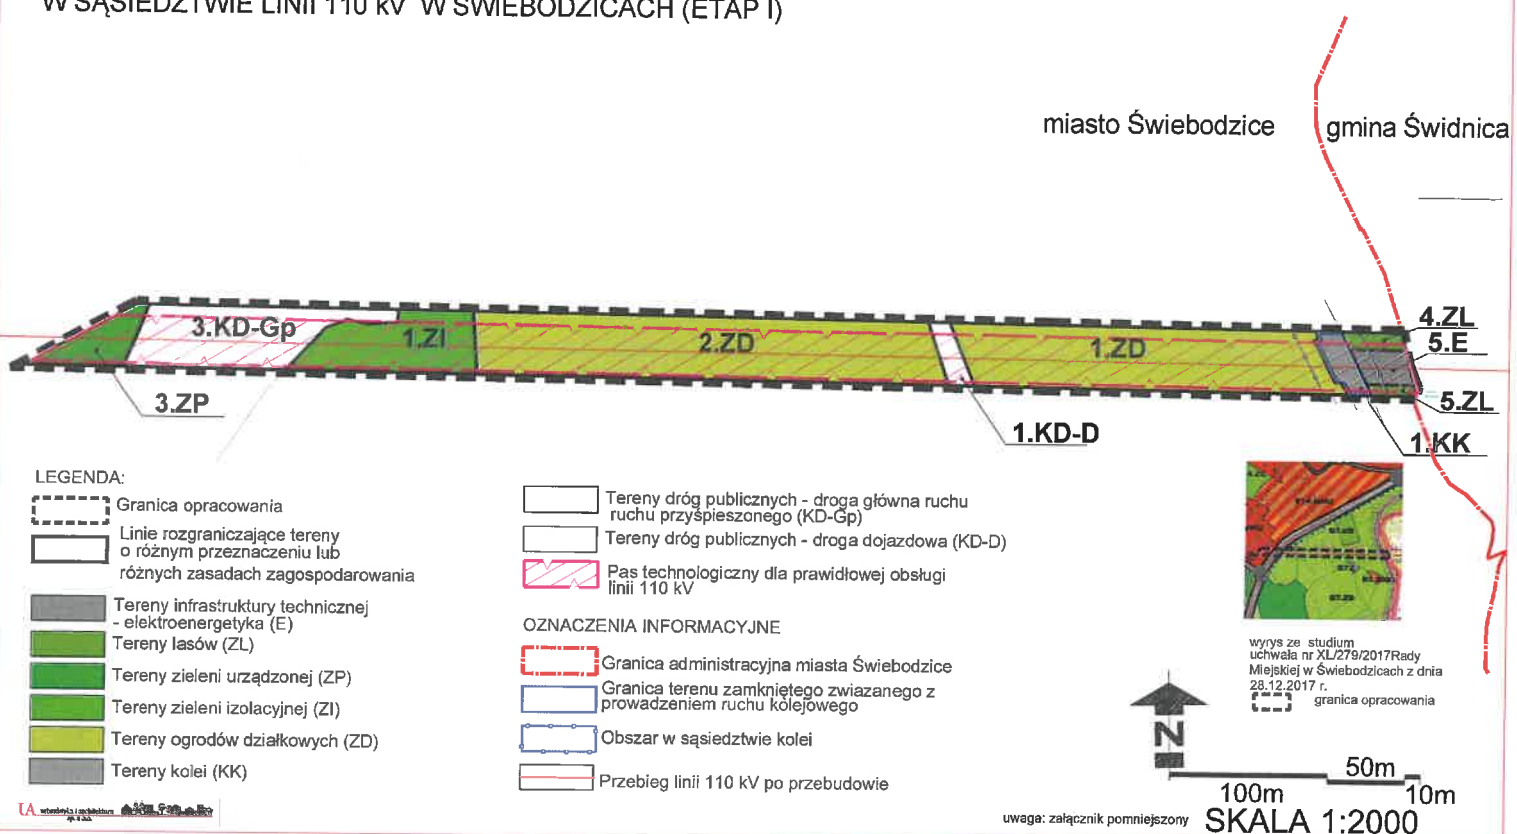 W SĄSIEDZTWIE LINII 110 kV W ŚWIEBODZICACH (ETAP I)
miasto Świebodzice
gmina Świdnica
3.KD-Gp
1.ZI
2.ZD
1.ZD
4.ZL
5.E
3.ZP
5.ZL
1.KD-D
1.KK
LEGENDA:
Granica opracowania
Linie rozgraniczające tereny
o różnym przeznaczeniu lub
różnych zasadach zagospodarowania
Tereny infrastruktury technicznej
- elektroenergetyka (E)
Tereny lasów (ZL)
Tereny zieleni urządzonej (ZP)
Tereny zieleni izolacyjnej (ZI)
Tereny ogrodów działkowych (ZD)
Tereny kolei (KK)
Tereny dróg publicznych - droga główna ruchu
ruchu przyśpieszonego (KD-Gp)
Tereny dróg publicznych - droga dojazdowa (KD-D)
Pas technologiczny dla prawidłowej obsługi
linii 110 kV
OZNACZENIA INFORMACYJNE
Granica administracyjna miasta Świebodzice
Granica terenu zamkniętego zwiazanego z
prowadzeniem ruchu kolejowego
Obszar w sąsiedztwie kolei
Przebieg linii 110 kV po przebudowie
wyrys ze studium
uchwała nr XL/279/2017Rady
Miejskiej w Świebodzicach z dnia
28.12.2017 r.
granica opracowania
N
50m
100m
10m
uwaga: załącznik pomniejszony
SKALA 1:2000
UA